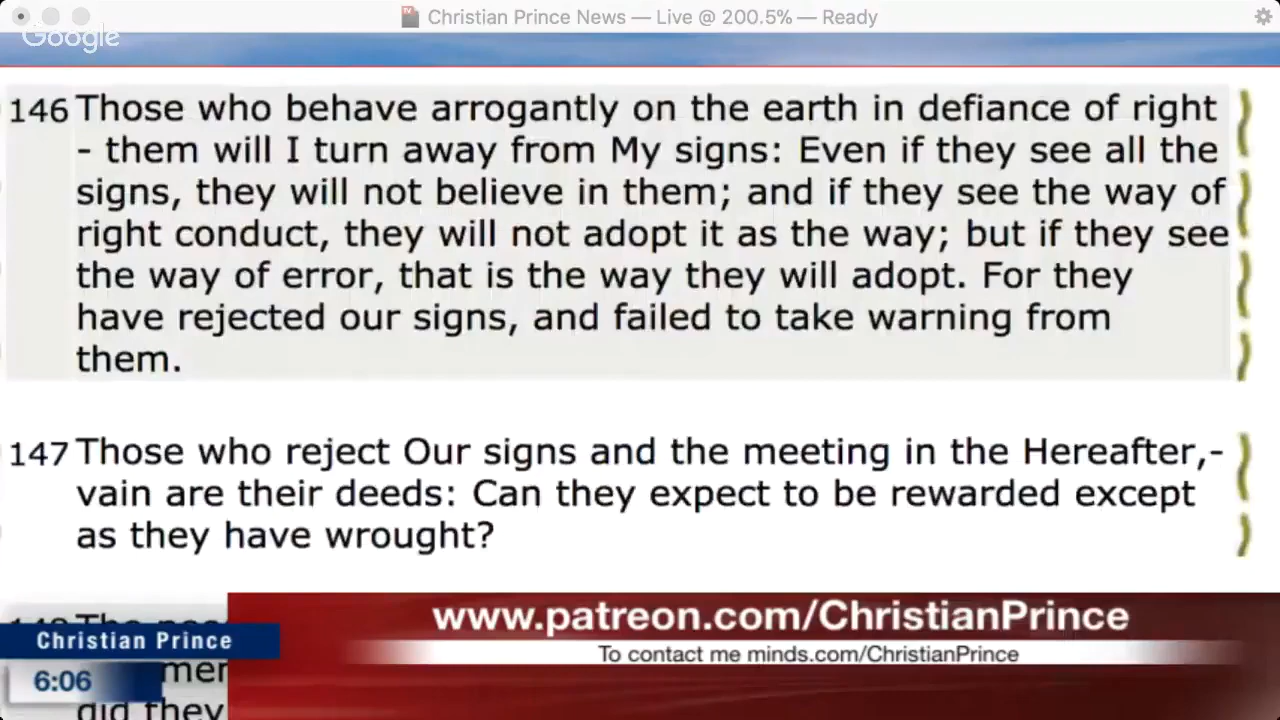 Christian Prince News — Live @ 200.5% — Ready
Google
146 Those who behave arrogantly on the earth in defiance of right
- them will I turn away from My signs: Even if they see all the
signs, they will not believe in them; and if they see the way of
right conduct, they will not adopt it as the way; but if they see
the way of error, that is the way they will adopt. For they
have rejected our signs, and failed to take warning from
them.
147 Those who reject Our signs and the meeting in the Hereafter,-
vain are their deeds: Can they expect to be rewarded except
as they have wrought?
www.patreon.com/ChristianPrince
Christian Prince
To contact me minds.com/ChristianPrince
6:06
did they